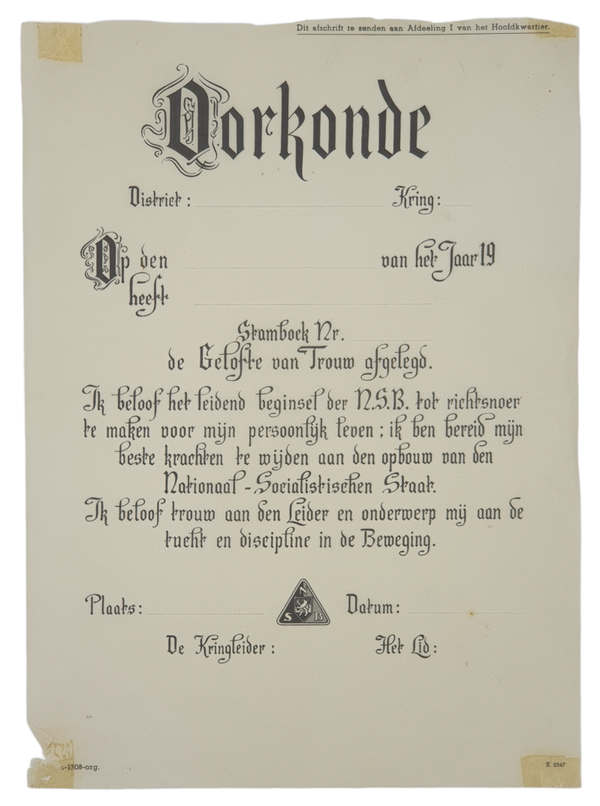 Dit afschrift te zenden aan Afdeeling I van het Hoofdkwartier.
Oorkonde
District: Kring:
Op den van het Jaar 19
heeft
Stamboek Nr.
de Gelofte van Trouw afgelegd.
Ik beloof het leidend beginsel der N.S.B. tot richtsnoer
te maken voor mijn persoonlijk leven; ik ben bereid mijn
beste krachten te wijden aan den opbouw van den
Nationaal-Socialistischen Staat.
Ik beloof trouw aan den Leider en onderwerp mij aan de
tucht en discipline in de Beweging.
Plaats: Datum:
N
S B
De Kringleider: Het Lid:
-1308-org. K 2347